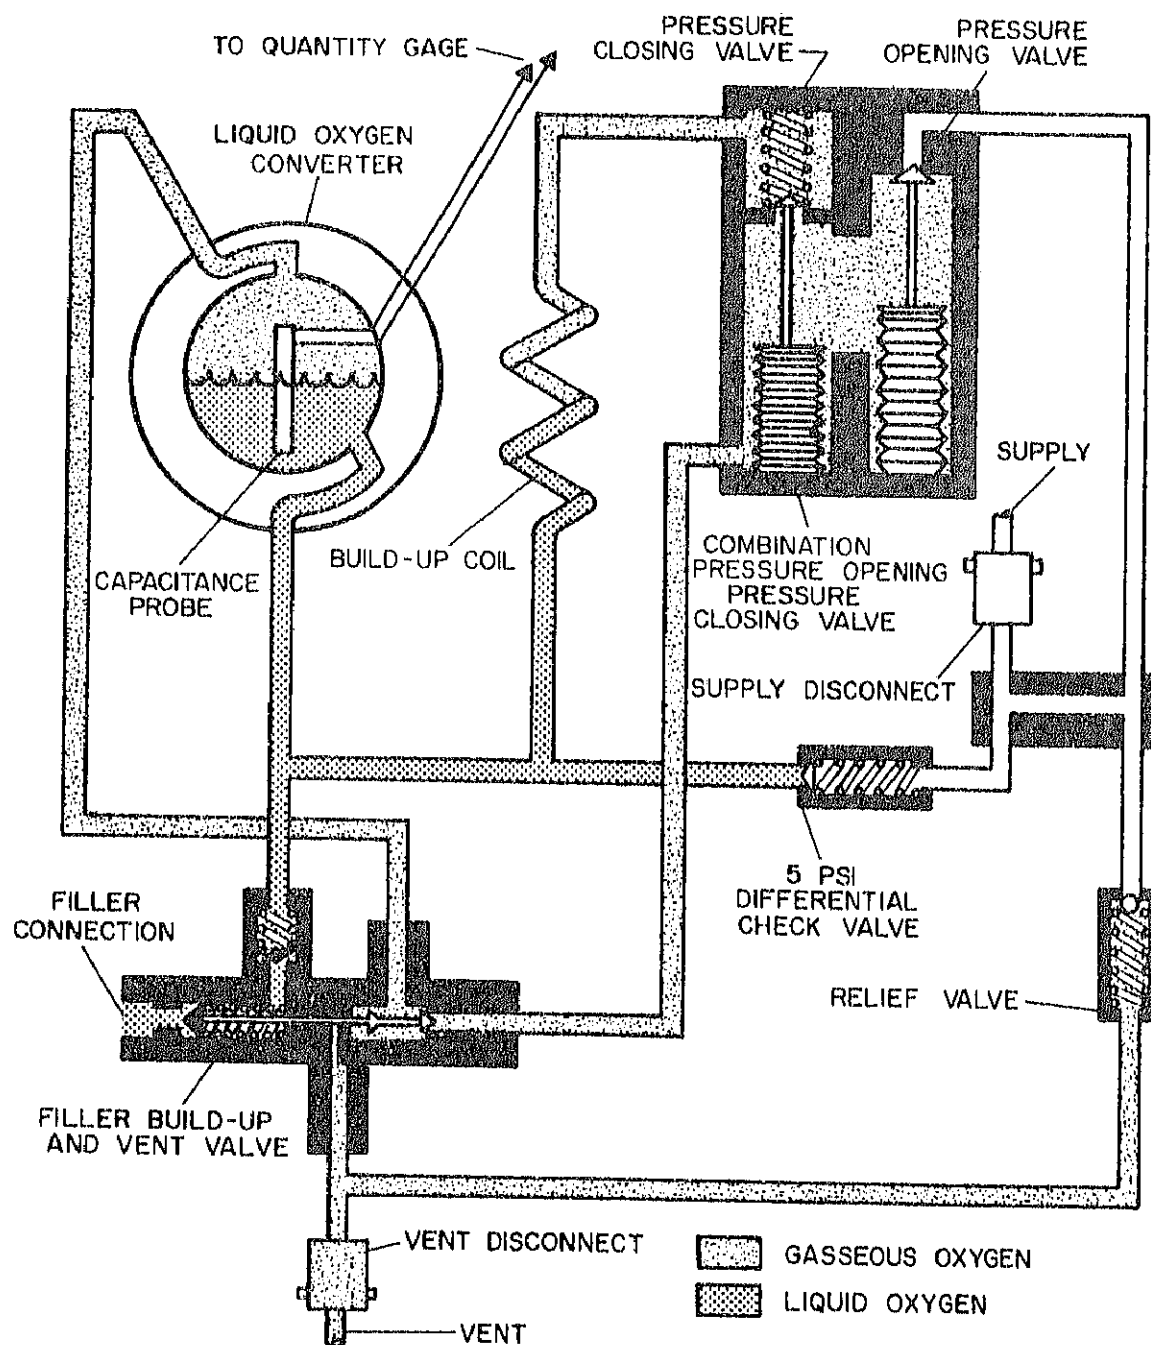 TO QUANTITY GAGE
PRESSURE
CLOSING VALVE
PRESSURE
OPENING VALVE
LIQUID OXYGEN
CONVERTER
SUPPLY
BUILD-UP COIL
CAPACITANCE
PROBE
COMBINATION
PRESSURE OPENING
PRESSURE
CLOSING VALVE
SUPPLY DISCONNECT
5 PSI
DIFFERENTIAL
CHECK VALVE
FILLER
CONNECTION
RELIEF VALVE
FILLER BUILD-UP
AND VENT VALVE
VENT DISCONNECT
GASSEOUS OXYGEN
LIQUID OXYGEN
VENT